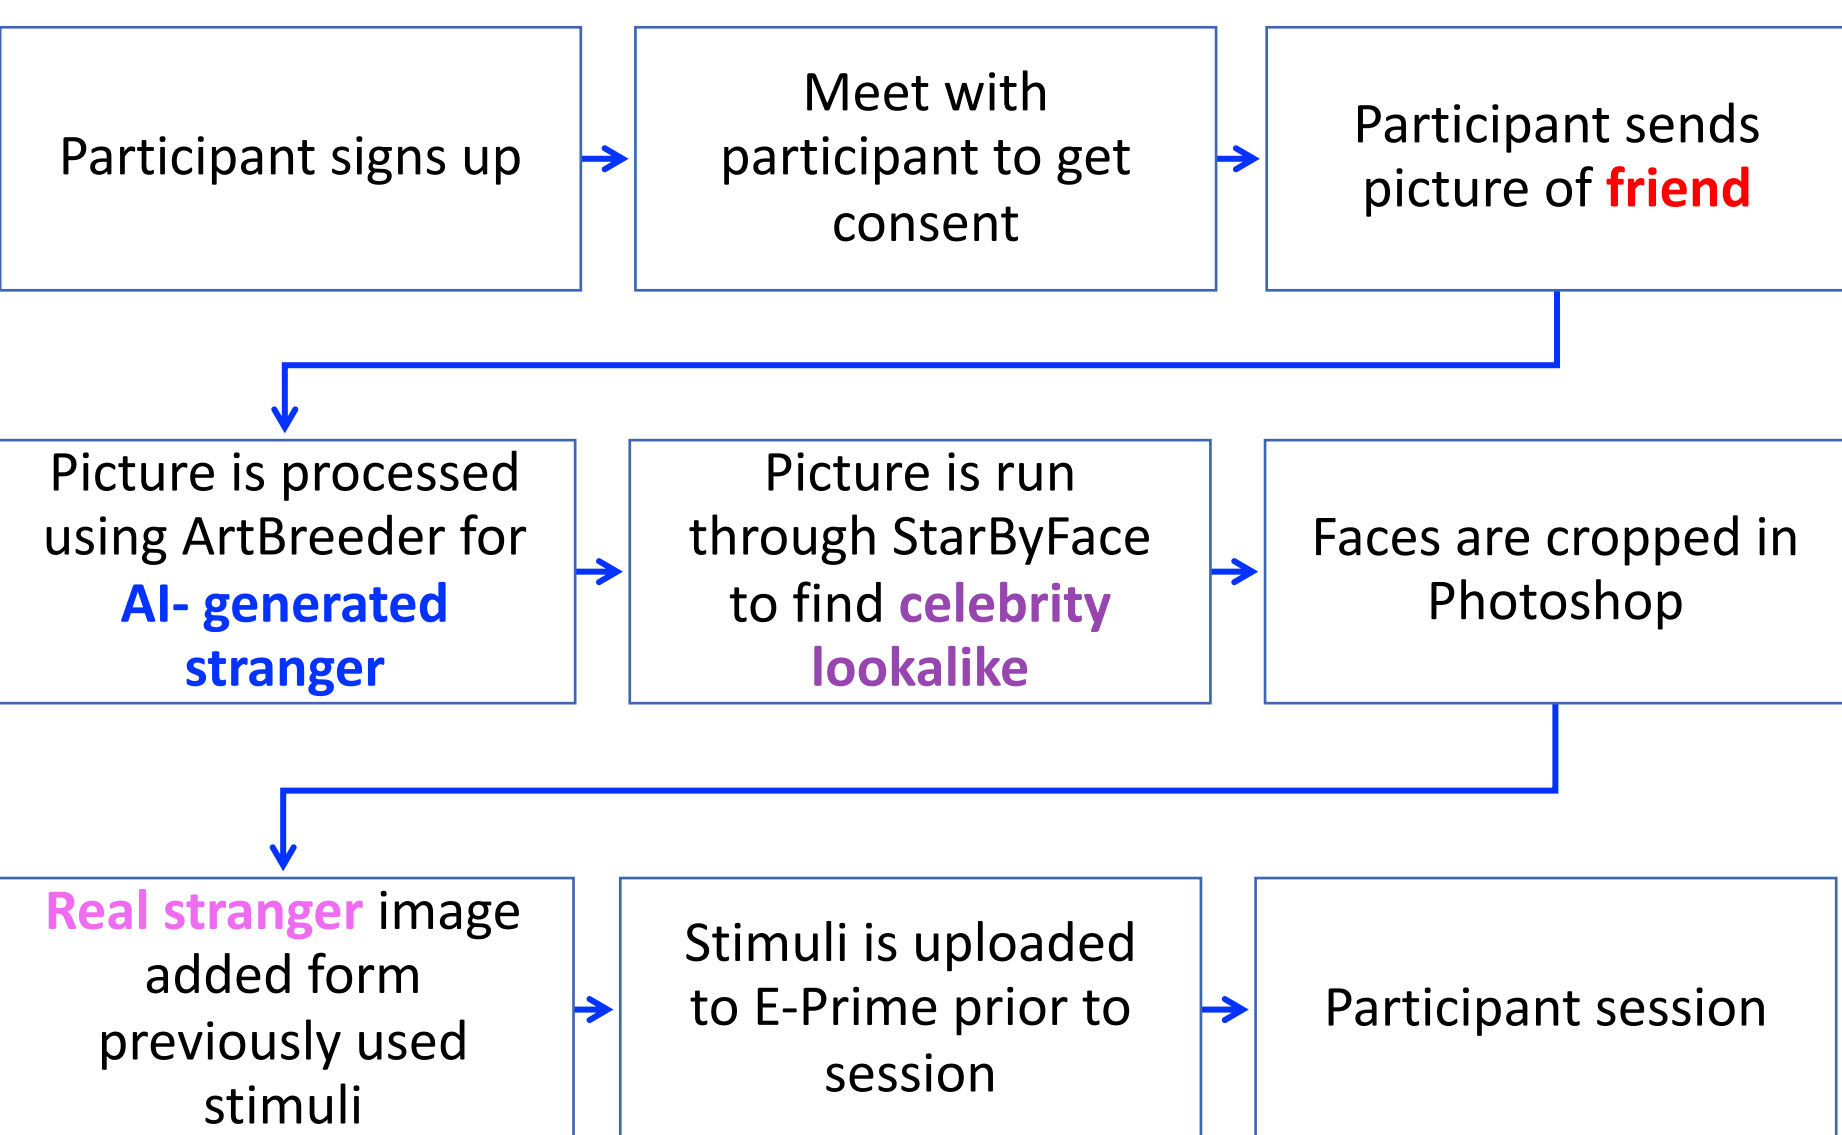 Participant signs up
Meet with
participant to get
consent
Participant sends
picture of friend
Picture is processed
using ArtBreeder for
AI- generated
stranger
Picture is run
through StarByFace
to find celebrity
lookalike
Faces are cropped in
Photoshop
Real stranger image
added form
previously used
stimuli
Stimuli is uploaded
to E-Prime prior to
session
Participant session